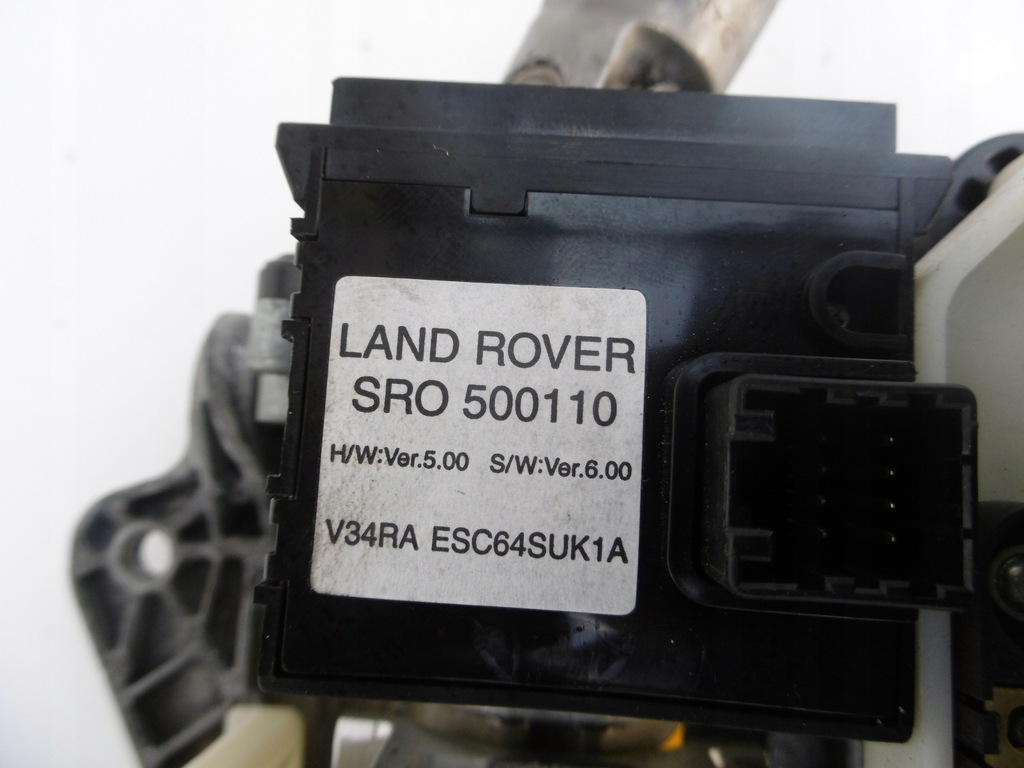 LAND ROVER
SRO 500110
H/W:Ver.5.00 S/W:Ver.6.00
V34RA ESC64SUK1A